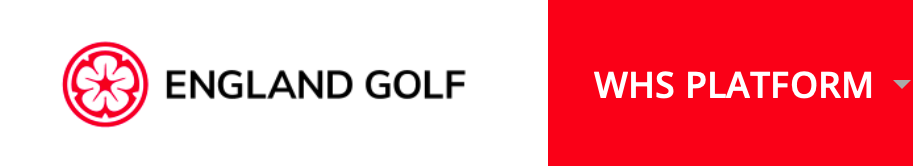 ENGLAND GOLF
WHS PLATFORM